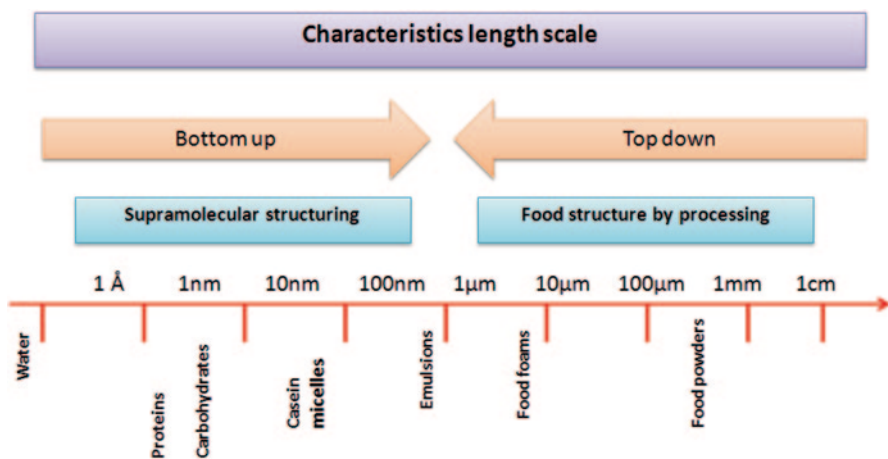 Characteristics length scale
Bottom up
Top down
Supramolecular structuring
Food structure by processing
1 Å 1nm 10nm 100nm 1μm 10μm 100μm 1mm 1cm
Water
Proteins
Carbohydrates
Casein
micelles
Emulsions
Food foams
Food powders